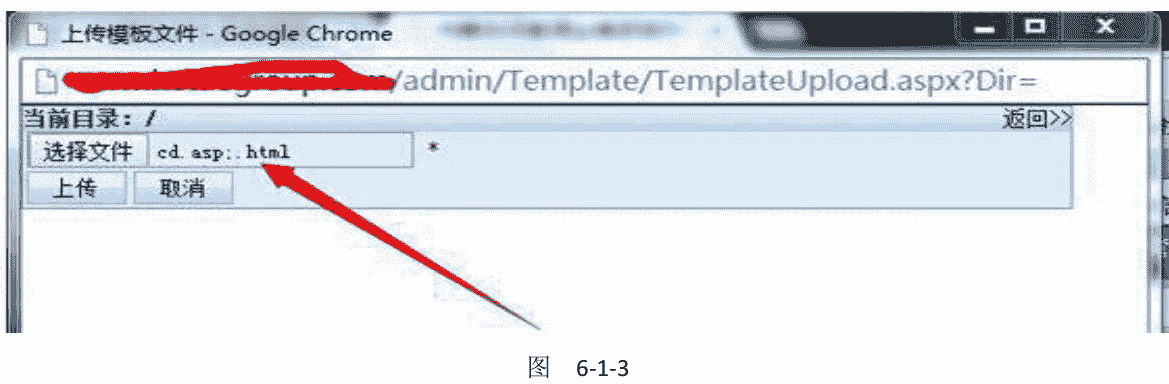 上传模板文件 - Google Chrome
/admin/Template/TemplateUpload.aspx?Dir=
当前目录：/
返回>>
选择文件 cd.asp;.html *
上传 取消
图 6-1-3